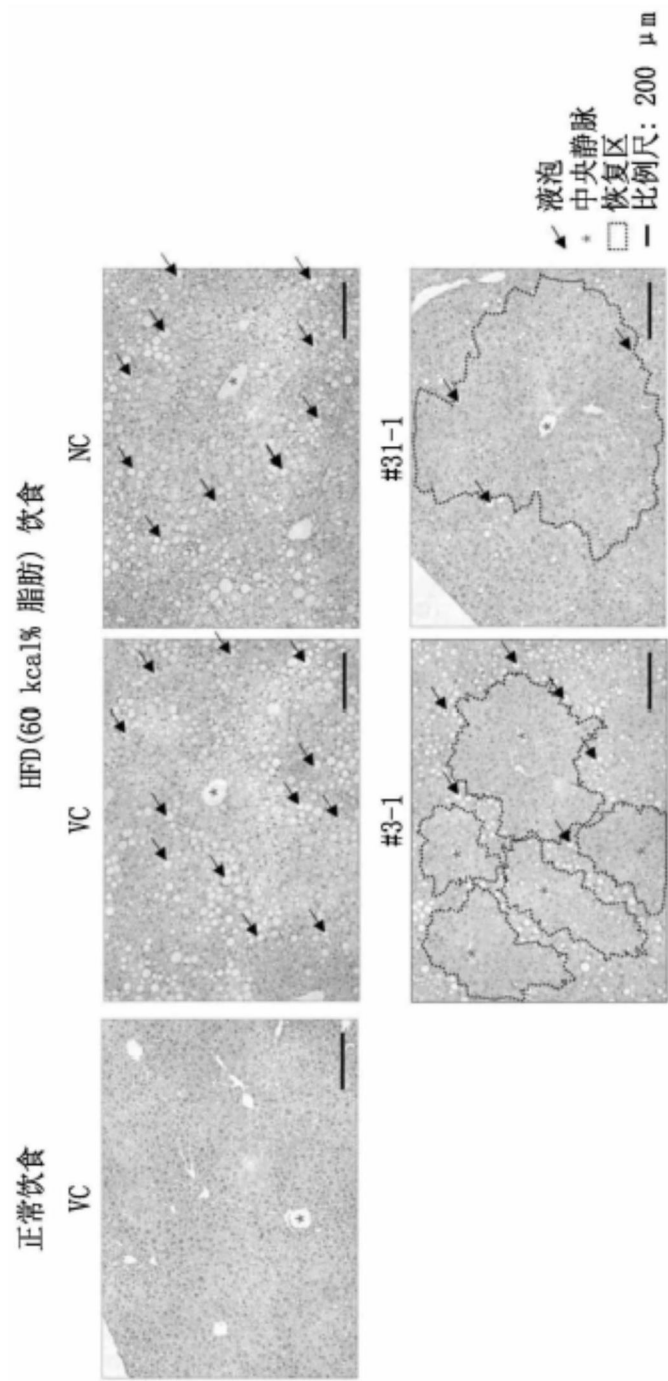 正常饮食
HFD(60 kcal% 脂肪) 饮食
VC
VC
NC
#3-1
#31-1
液泡
* 中央静脉
恢复区
比例尺: 200 μm